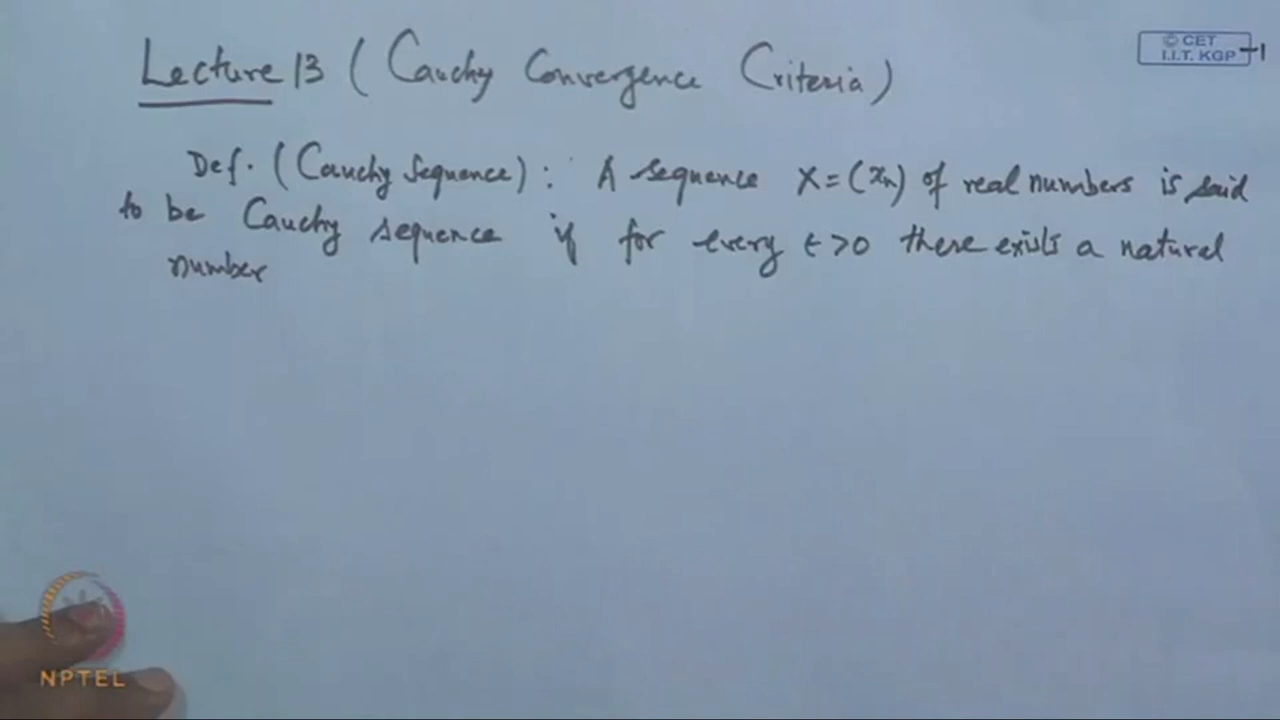 © CET
I.I.T. KGP
Lecture 13 (Cauchy Convergence Criteria)
Def. (Cauchy Sequence): A sequence X=(xₙ) of real numbers is said
to be Cauchy sequence if for every ε>0 there exists a natural
number
NPTEL